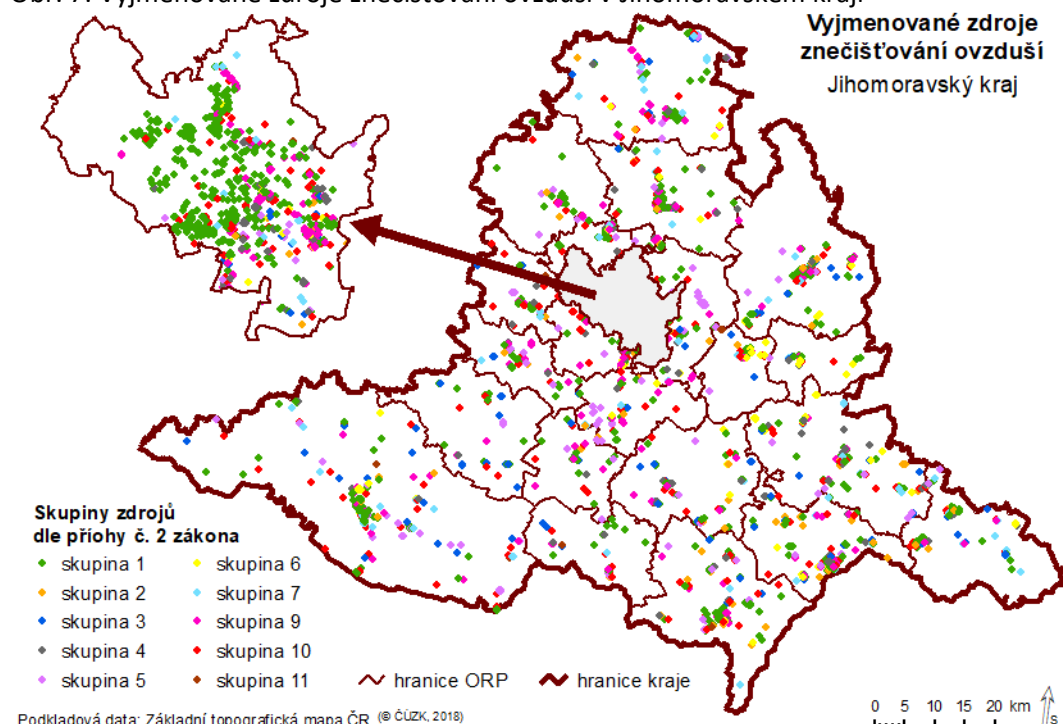 Vyjmenované zdroje
znečišťování ovzduší
Jihomoravský kraj
Skupiny zdrojů
dle příohy č. 2 zákona
skupina 1
skupina 2
skupina 3
skupina 4
skupina 5
skupina 6
skupina 7
skupina 9
skupina 10
skupina 11
hranice ORP
hranice kraje
0 5 10 15 20 km
Podkladová data: Základní topografická mapa ČR (© ČÚZK, 2018)